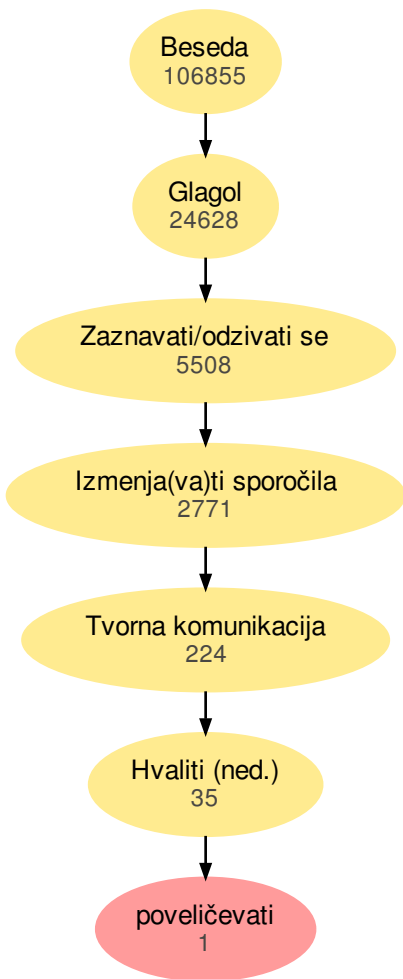 Beseda
106855
Glagol
24628
Zaznavati/odzivati se
5508
Izmenja(va)ti sporočila
2771
Tvorna komunikacija
224
Hvaliti (ned.)
35
poveličevati
1